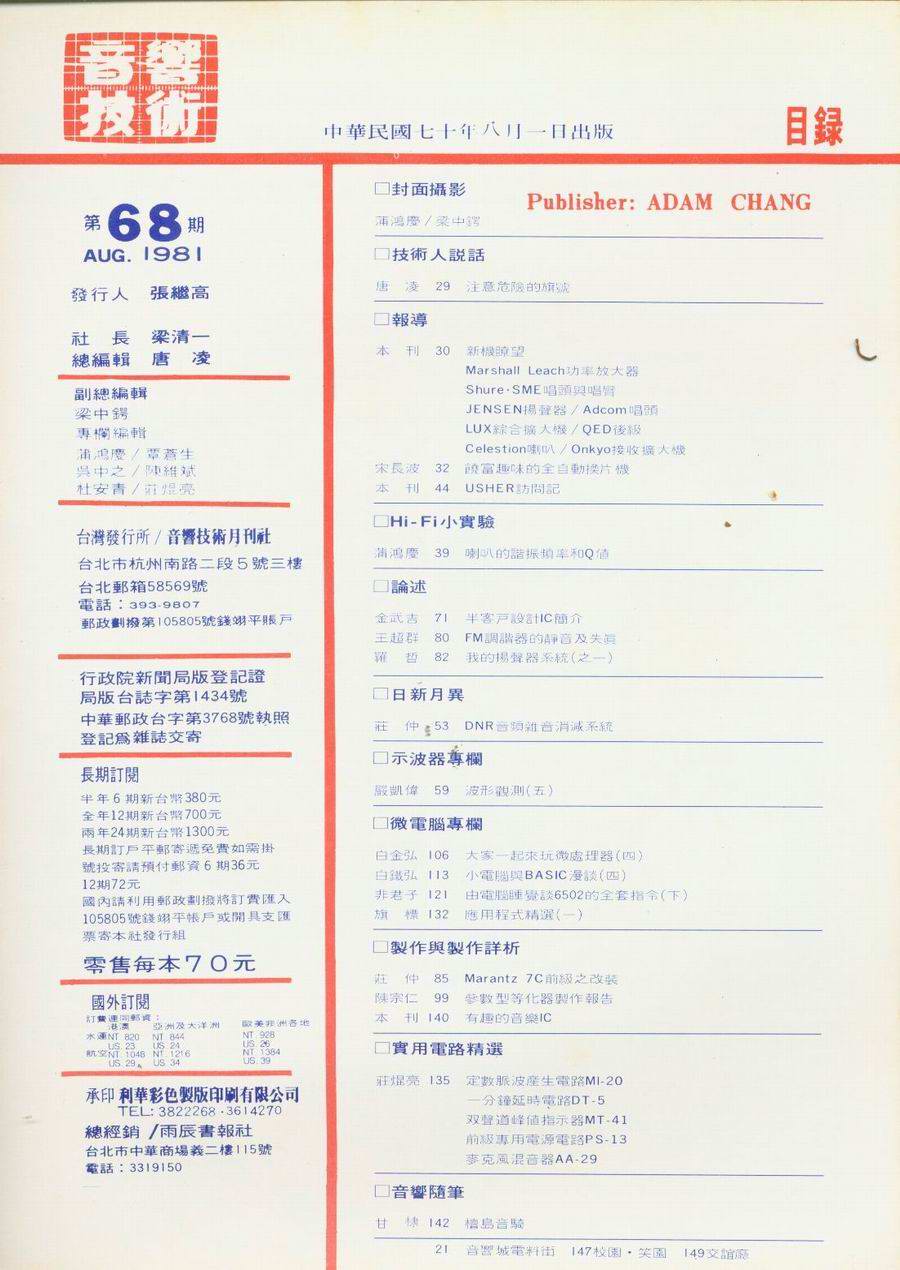 音響
技術
中華民國七十年八月一日出版
目録
第68期
AUG. 1981
發行人 張繼高
社 長 梁清一
總編輯 唐 凌
副總編輯
梁中鍔
專欄編輯
蒲鴻慶/覃蒼生
吳中之/陳維斌
杜安青/莊焜亮
台灣發行所/音響技術月刊社
台北市杭州南路二段5號三樓
台北郵箱58569號
電話：393-9807
郵政劃撥第105805號錢翊平賬戶
行政院新聞局版登記證
局版台誌字第1434號
中華郵政台字第3768號執照
登記爲雜誌交寄
長期訂閱
半年6期新台幣380元
全年12期新台幣700元
兩年24期新台幣1300元
長期訂戶平郵寄遞免費如需掛
號投寄請預付郵資6期36元
12期72元
國內請利用郵政劃撥將訂費匯入
105805號錢翊平帳戶或開具支匯
票寄本社發行組
零售每本70元
國外訂閱
訂費連同郵資：
港澳 亞洲及大洋洲 歐美非洲各地
水運NT. 820 NT. 844 NT. 928
US. 23 US. 24 US. 26
航空NT. 1048 NT. 1216 NT. 1384
US. 29 US. 34 US. 39
承印 利華彩色製版印刷有限公司
TEL: 3822268·3614270
總經銷/雨辰書報社
台北市中華商場義二樓115號
電話：3319150
□封面攝影
Publisher: ADAM CHANG
蒲鴻慶/梁中鍔
□技術人説話
唐 凌 29 注意危險的旗號
□報導
本 刊 30 新機瞭望
Marshall Leach功率放大器
Shure·SME唱頭與唱臂
JENSEN揚聲器/Adcom唱頭
LUX綜合擴大機/QED後級
Celestion喇叭/Onkyo接收擴大機
宋長波 32 饒富趣味的全自動換片機
本 刊 44 USHER訪問記
□Hi-Fi小實驗
蒲鴻慶 39 喇叭的諧振頻率和Q值
□論述
金武吉 71 半客戶設計IC簡介
王超群 80 FM調諧器的靜音及失眞
羅 哲 82 我的揚聲器系統(之一)
□日新月異
莊 仲 53 DNR音頻雜音消減系統
□示波器專欄
嚴凱偉 59 波形觀測(五)
□微電腦專欄
白金弘 106 大家一起來玩微處理器(四)
白鐵弘 113 小電腦與BASIC漫談(四)
非君子 121 由電腦睡覺談6502的全套指令(下)
旗 標 132 應用程式精選(一)
□製作與製作詳析
莊 仲 85 Marantz 7C前級之改裝
陳宗仁 99 參數型等化器製作報告
本 刊 140 有趣的音樂IC
□實用電路精選
莊焜亮 135 定數脈波産生電路MI-20
一分鐘延時電路DT-5
双聲道峰値指示器MT-41
前級專用電源電路PS-13
麥克風混音器AA-29
□音響隨筆
甘 棣 142 檀島音騎
21 音響城電料街 147校園·笑園 149交誼廳